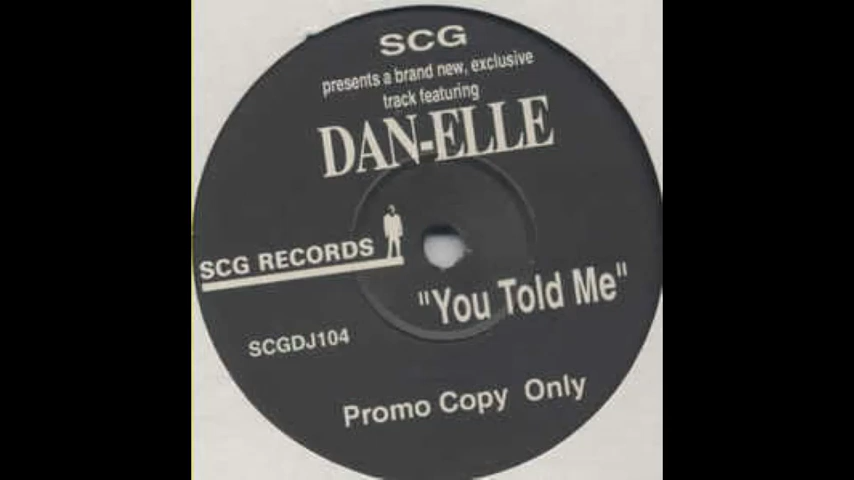 SCG
presents a brand new, exclusive
track featuring
DAN-ELLE
SCG RECORDS
"You Told Me"
SCGDJ104
Promo Copy Only